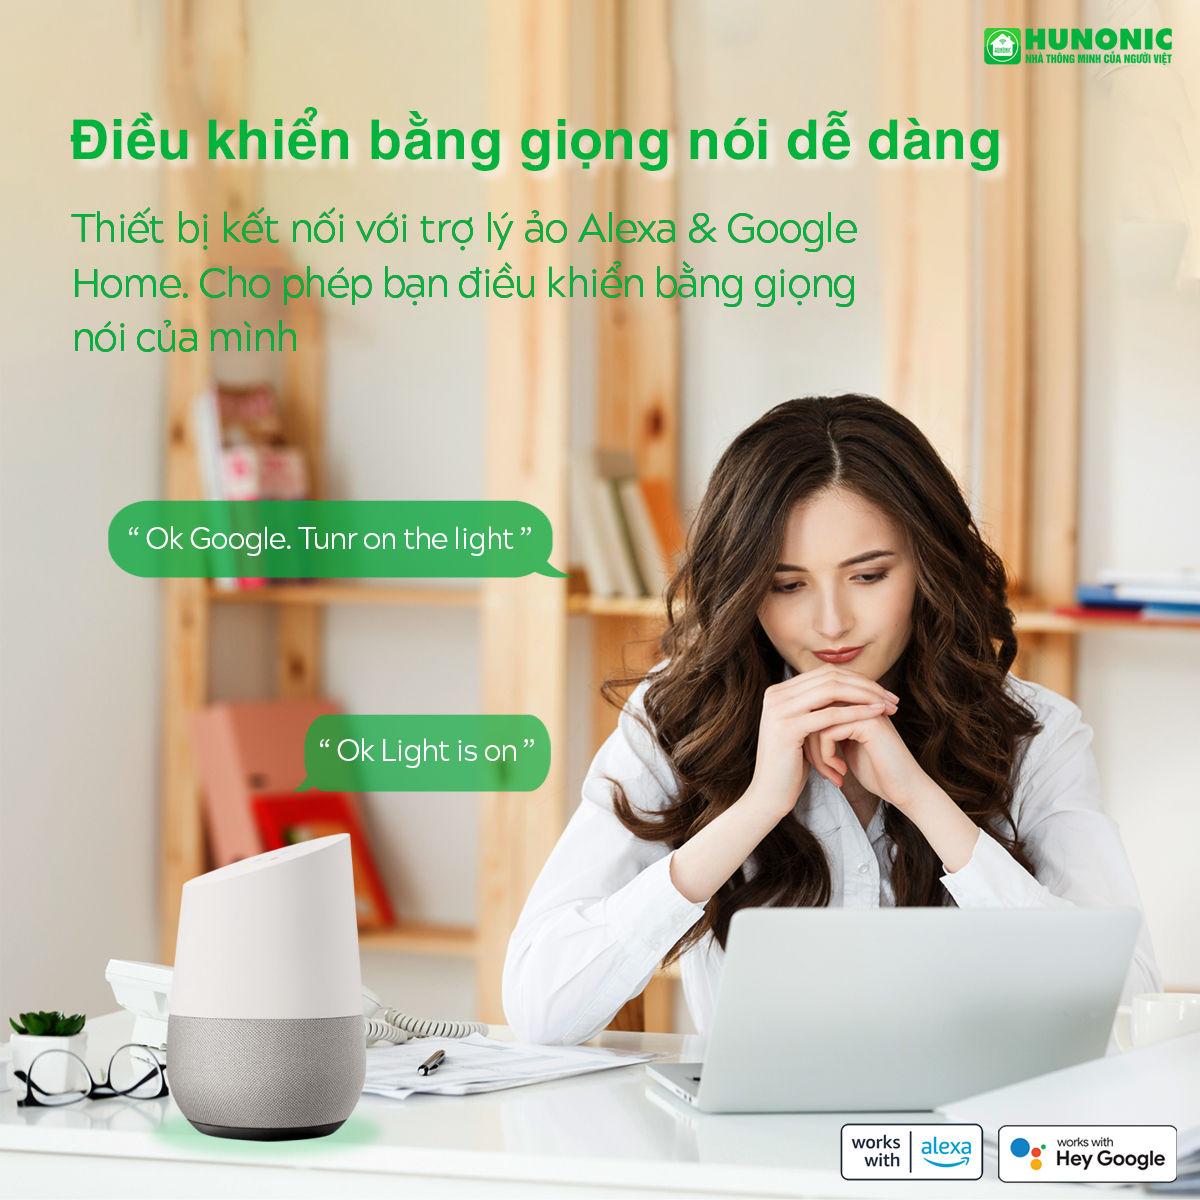 HUNONIC
NHÀ THÔNG MINH CỦA NGƯỜI VIỆT
HUNONIC
Điều khiển bằng giọng nói dễ dàng
Thiết bị kết nối với trợ lý ảo Alexa & Google
Home. Cho phép bạn điều khiển bằng giọng
nói của mình
“ Ok Google. Tunr on the light ”
“ Ok Light is on ”
works
with
alexa
works with
Hey Google